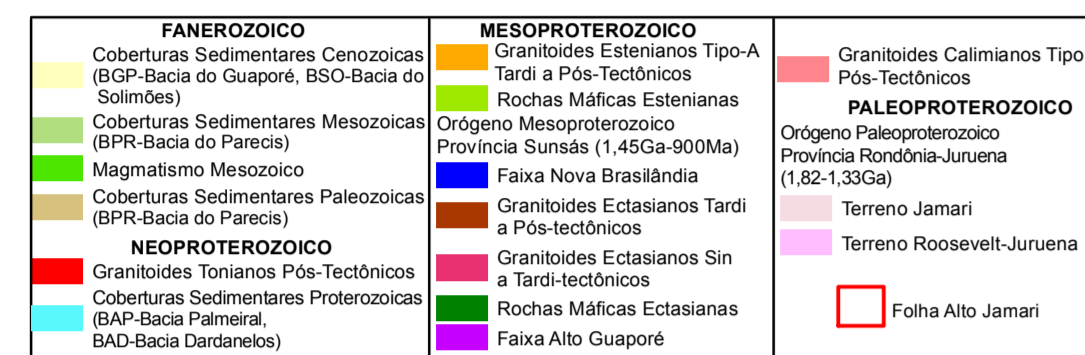 FANEROZOICO
Coberturas Sedimentares Cenozoicas
(BGP-Bacia do Guaporé, BSO-Bacia do
Solimões)
Coberturas Sedimentares Mesozoicas
(BPR-Bacia do Parecis)
Magmatismo Mesozoico
Coberturas Sedimentares Paleozoicas
(BPR-Bacia do Parecis)
NEOPROTEROZOICO
Granitoides Tonianos Pós-Tectônicos
Coberturas Sedimentares Proterozoicas
(BAP-Bacia Palmeiral,
BAD-Bacia Dardanelos)
MESOPROTEROZOICO
Granitoides Estenianos Tipo-A
Tardi a Pós-Tectônicos
Rochas Máficas Estenianas
Orógeno Mesoproterozoico
Província Sunsás (1,45Ga-900Ma)
Faixa Nova Brasilândia
Granitoides Ectasianos Tardi
a Pós-tectônicos
Granitoides Ectasianos Sin
a Tardi-tectônicos
Rochas Máficas Ectasianas
Faixa Alto Guaporé
Granitoides Calimianos Tipo
Pós-Tectônicos
PALEOPROTEROZOICO
Orógeno Paleoproterozoico
Província Rondônia-Juruena
(1,82-1,33Ga)
Terreno Jamari
Terreno Roosevelt-Juruena
Folha Alto Jamari